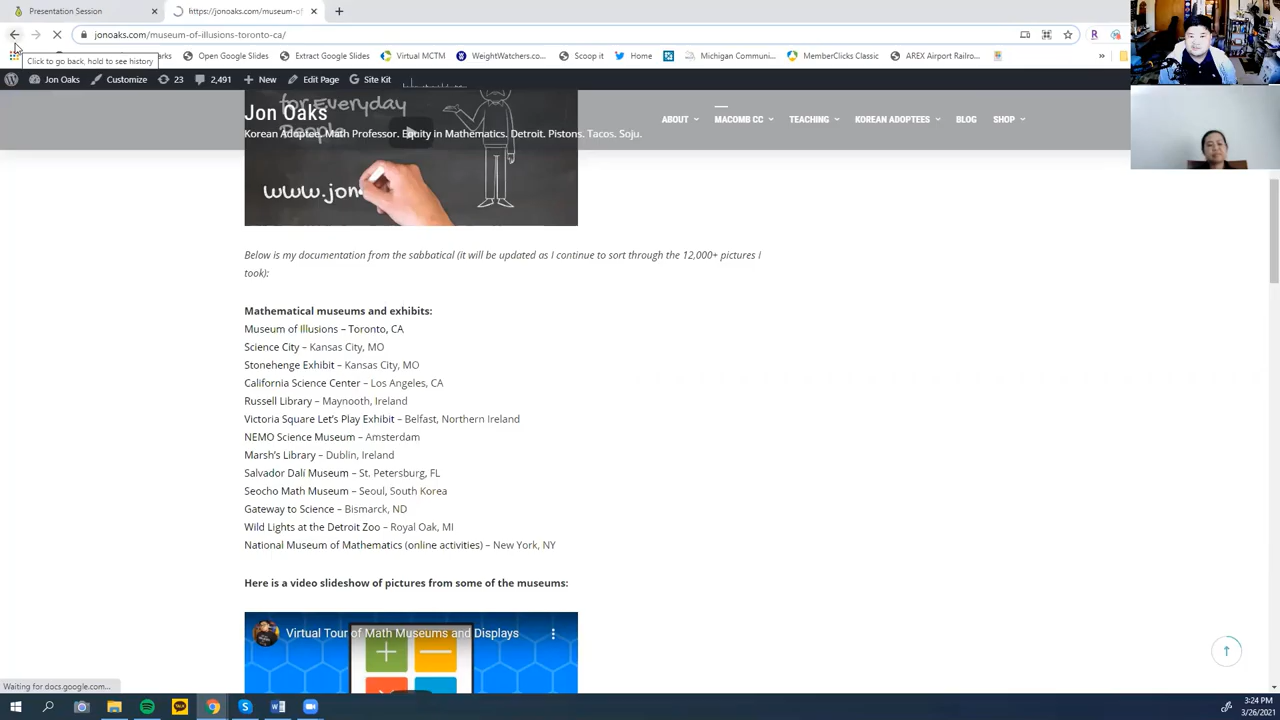 Presentation Session
https://jonoaks.com/museum-of-
jonoaks.com/museum-of-illusions-toronto-ca/
Click to go back, hold to see history
Open Google Slides
Extract Google Slides
Virtual MCTM
WeightWatchers.co...
Scoop it
Home
Michigan Communi...
MemberClicks Classic
AREX Airport Railro...
»
Jon Oaks
Customize
23
2,491
New
Edit Page
Site Kit
Jon Oaks
Korean Adoptee. Math Professor. Equity in Mathematics. Detroit. Pistons. Tacos. Soju.
ABOUT
MACOMB CC
TEACHING
KOREAN ADOPTEES
BLOG
SHOP
for Everyday
People
www.jon
Below is my documentation from the sabbatical (it will be updated as I continue to sort through the 12,000+ pictures I
took):
Mathematical museums and exhibits:
Museum of Illusions – Toronto, CA
Science City – Kansas City, MO
Stonehenge Exhibit – Kansas City, MO
California Science Center – Los Angeles, CA
Russell Library – Maynooth, Ireland
Victoria Square Let's Play Exhibit – Belfast, Northern Ireland
NEMO Science Museum – Amsterdam
Marsh's Library – Dublin, Ireland
Salvador Dalí Museum – St. Petersburg, FL
Seocho Math Museum – Seoul, South Korea
Gateway to Science – Bismarck, ND
Wild Lights at the Detroit Zoo – Royal Oak, MI
National Museum of Mathematics (online activities) – New York, NY
Here is a video slideshow of pictures from some of the museums:
Virtual Tour of Math Museums and Displays
Waiting for docs.google.com...
3:24 PM
3/26/2021